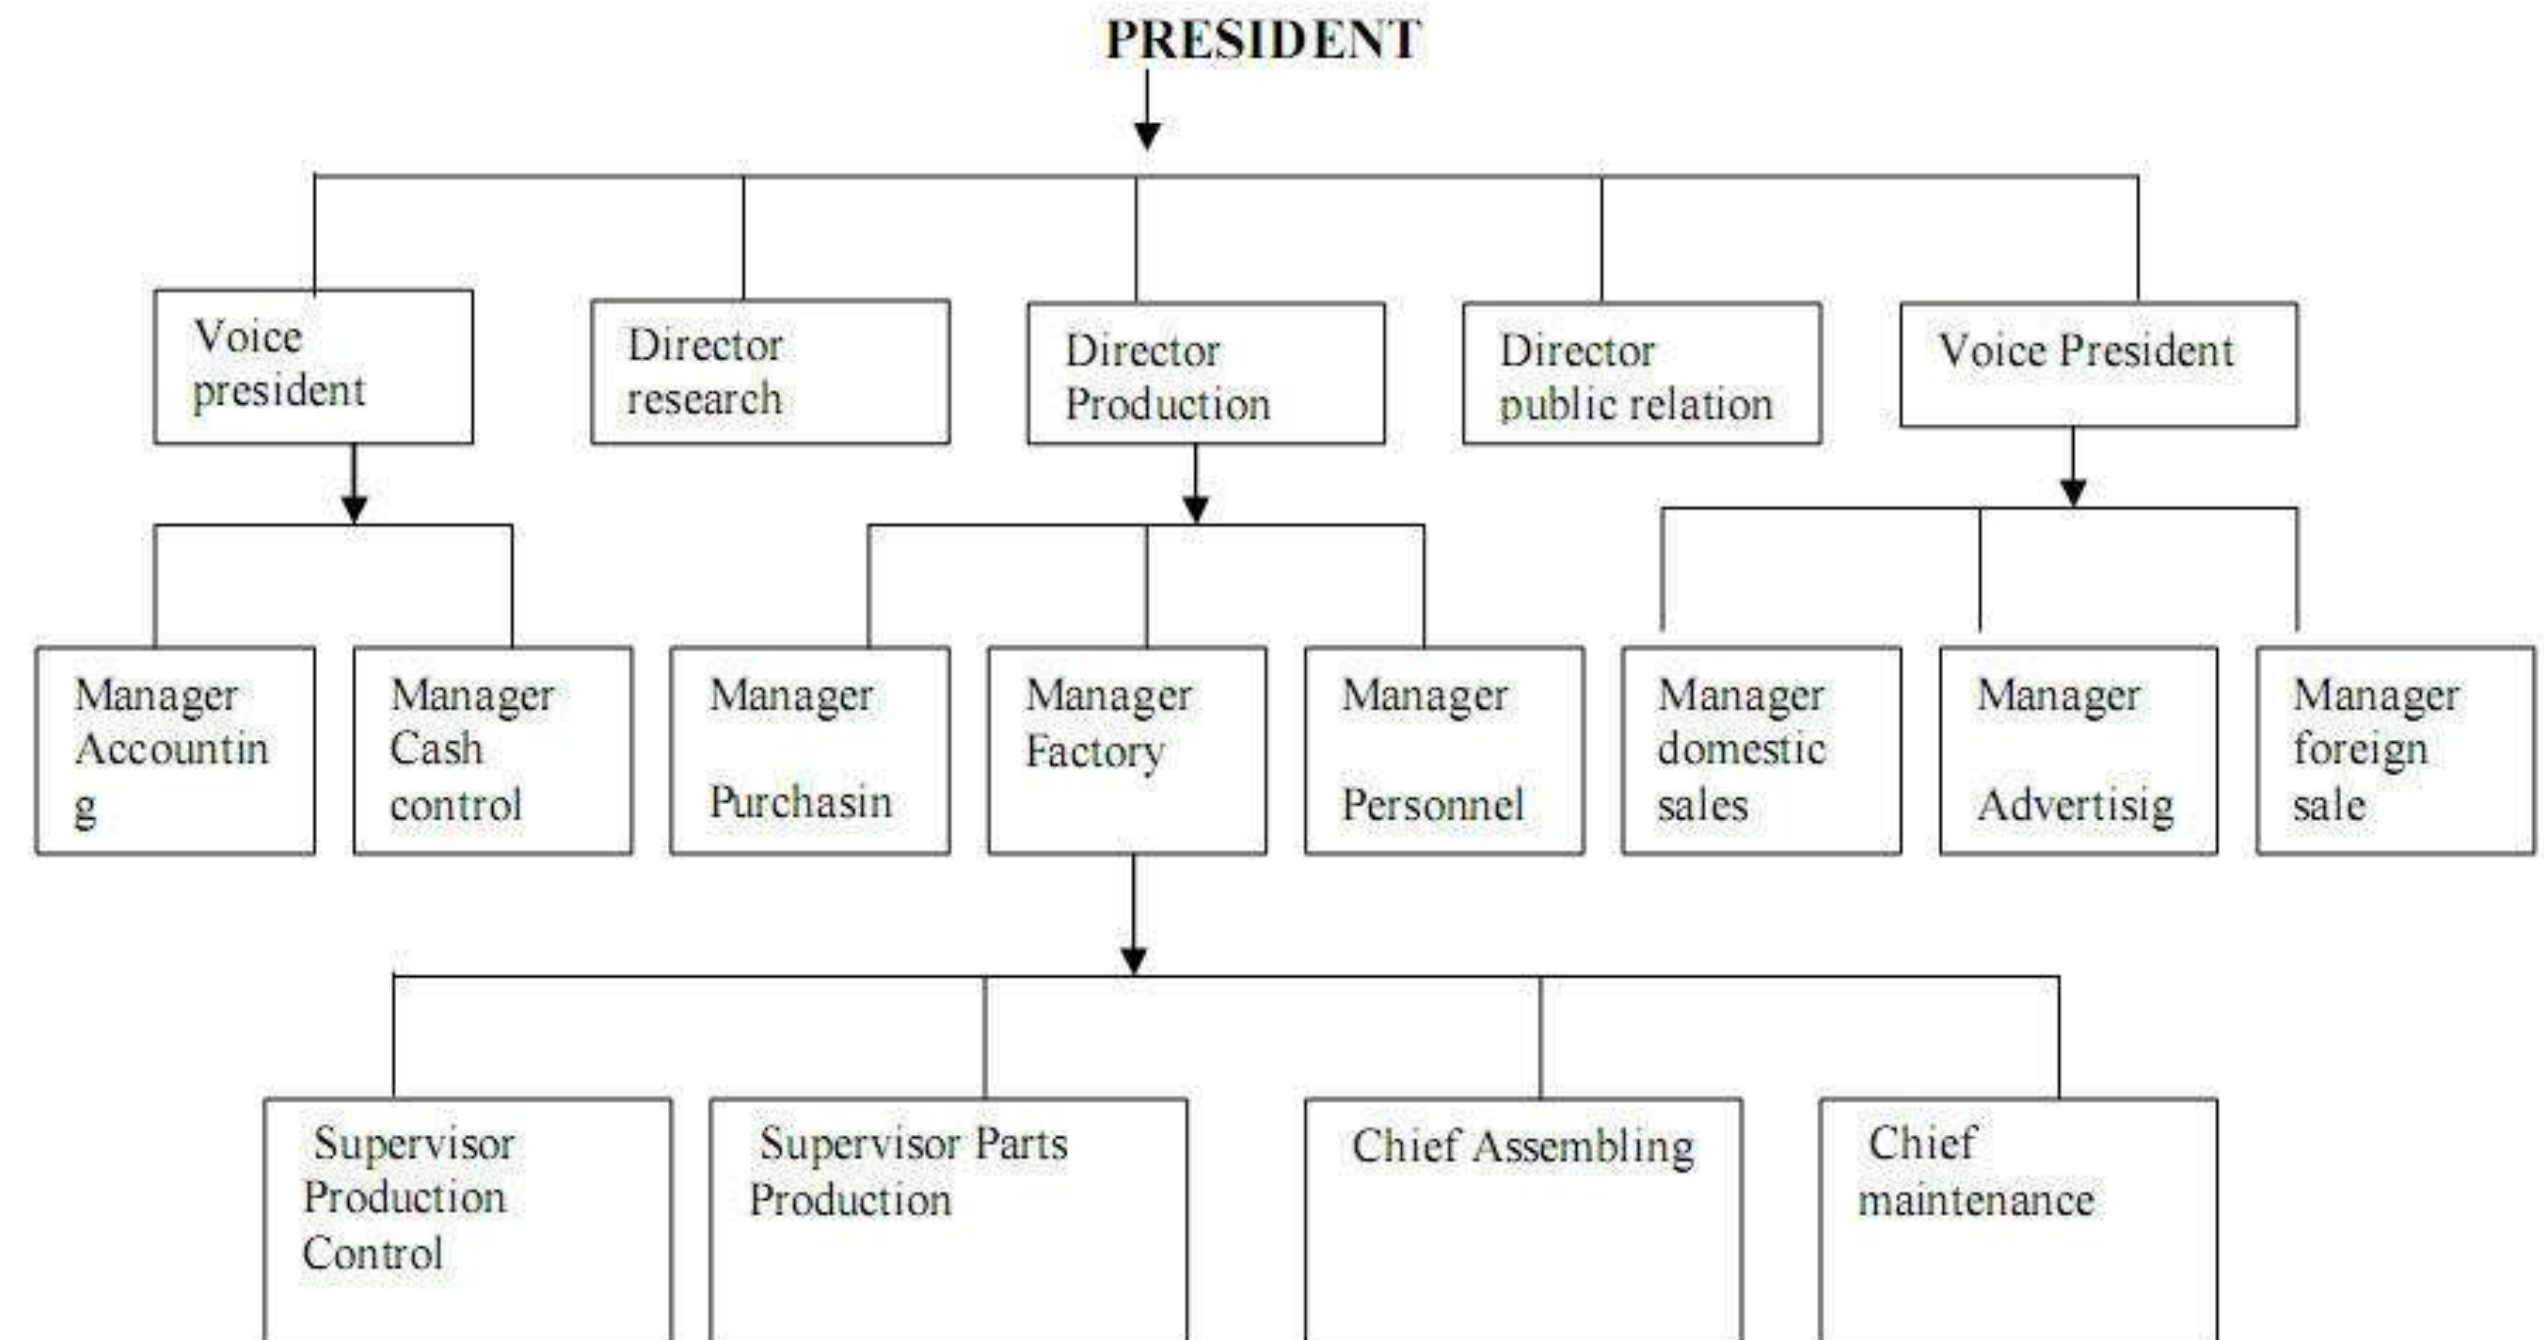 PRESIDENT
Voice
president
Director
research
Director
Production
Director
public relation
Voice President
Manager
Accountin
g
Manager
Cash
control
Manager
Purchasin
Manager
Factory
Manager
Personnel
Manager
domestic
sales
Manager
Advertisig
Manager
foreign
sale
Supervisor
Production
Control
Supervisor Parts
Production
Chief Assembling
Chief
maintenance